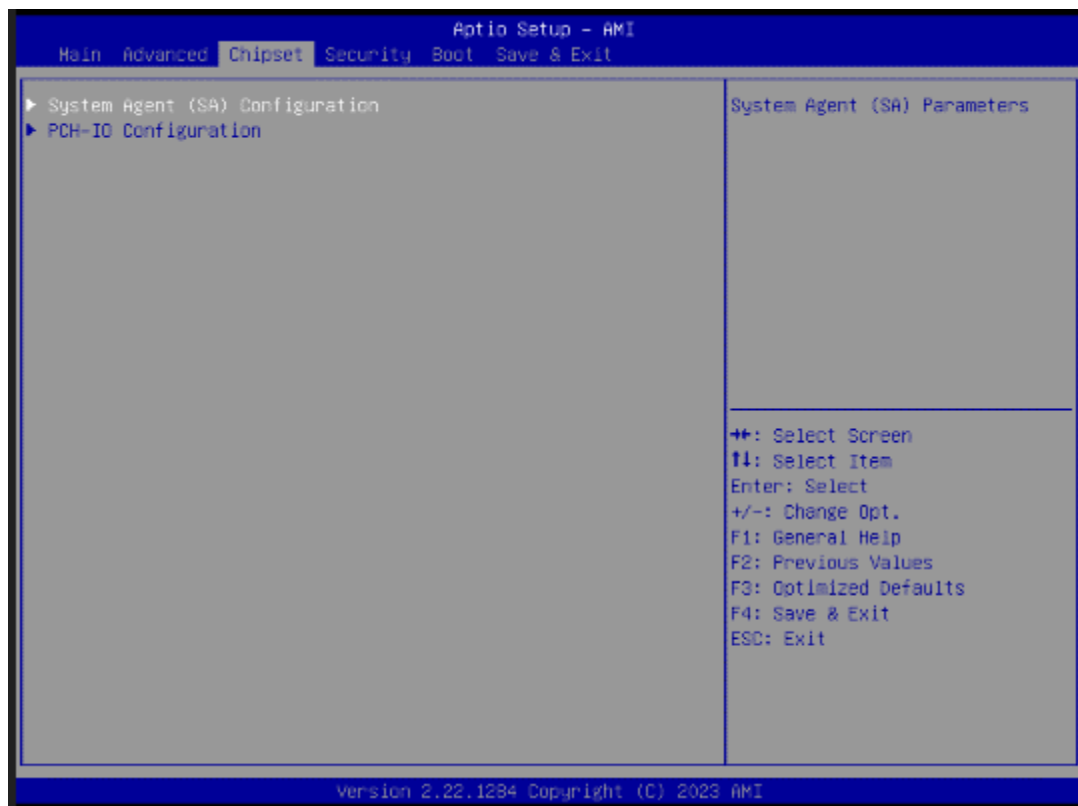 Aptio Setup - AMI
Main Advanced Chipset Security Boot Save & Exit
System Agent (SA) Configuration
PCH-IO Configuration
System Agent (SA) Parameters
→←: Select Screen
↑↓: Select Item
Enter: Select
+/-: Change Opt.
F1: General Help
F2: Previous Values
F3: Optimized Defaults
F4: Save & Exit
ESC: Exit
Version 2.22.1284 Copyright (C) 2023 AMI